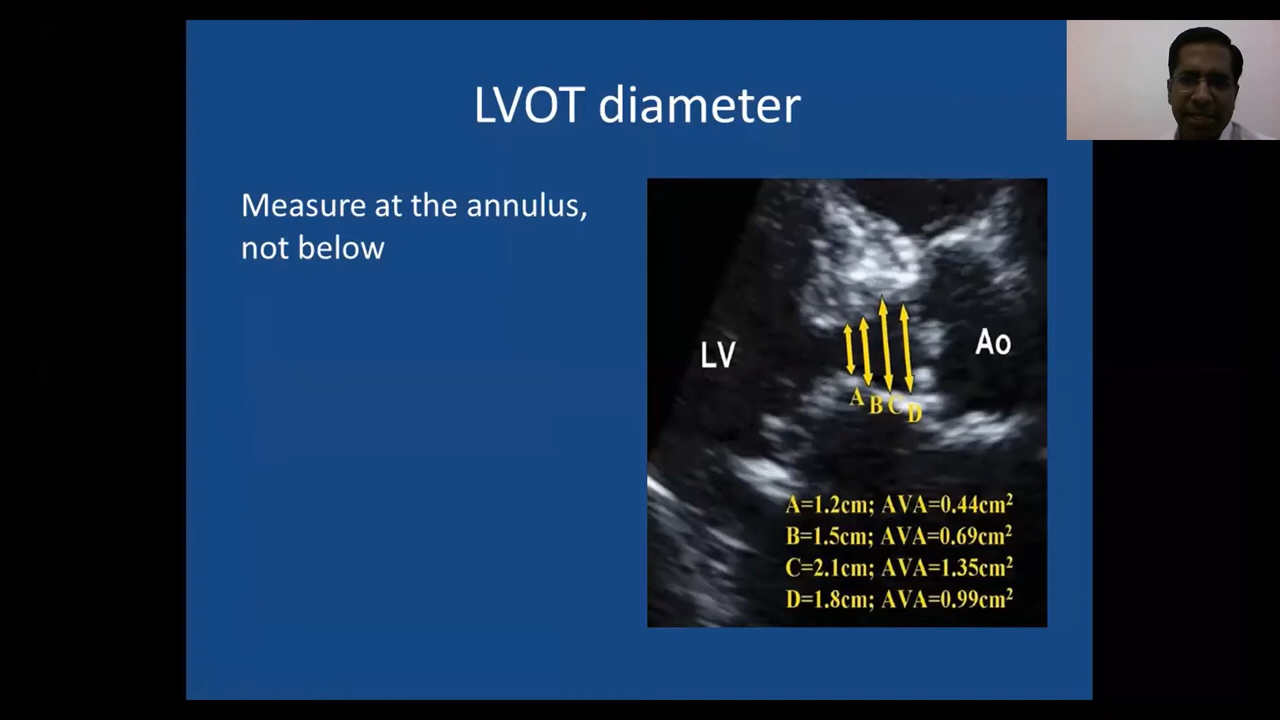 LVOT diameter
Measure at the annulus,
not below
LV
Ao
A
B
C
D
A=1.2cm; AVA=0.44cm²
B=1.5cm; AVA=0.69cm²
C=2.1cm; AVA=1.35cm²
D=1.8cm; AVA=0.99cm²